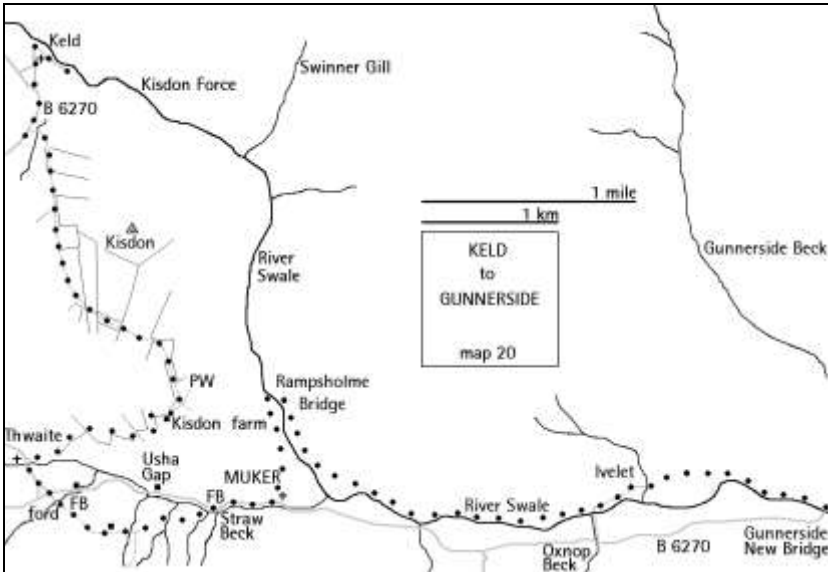 Keld
Swinner Gill
Kisdon Force
B 6270
1 mile
1 km
Kisdon
River
Swale
KELD
to
GUNNERSIDE
map 20
Gunnerside Beck
PW
Rampsholme
Bridge
Kisdon farm
Thwaite
Usha
Gap
MUKER
Ivelet
ford
FB
FB
Straw
Beck
River Swale
Oxnop
Beck
B 6270
Gunnerside
New Bridge